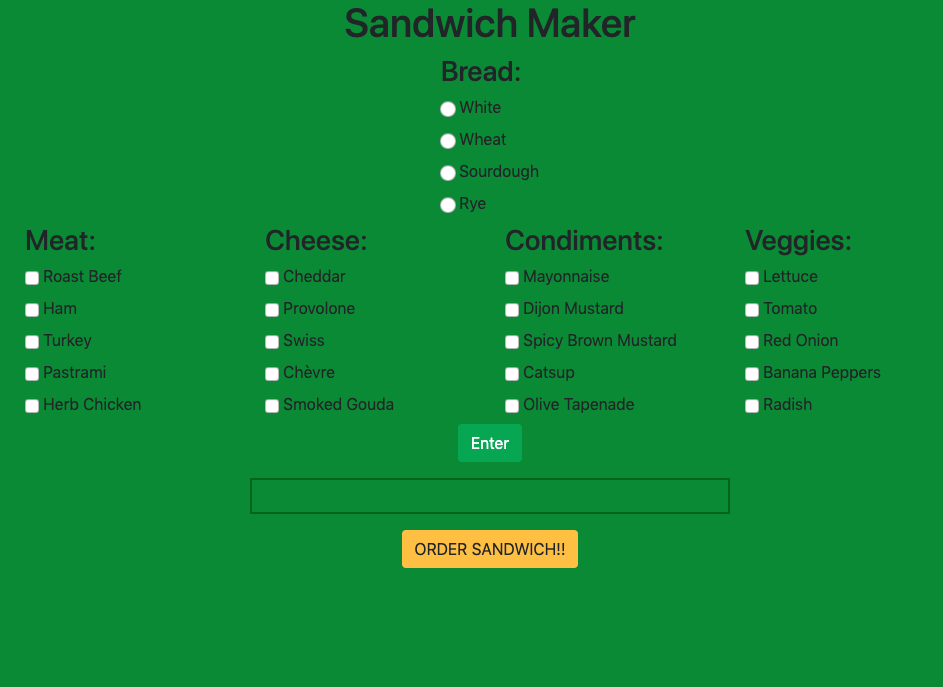 Sandwich Maker
Bread:
White
Wheat
Sourdough
Rye
Meat:
Roast Beef
Ham
Turkey
Pastrami
Herb Chicken
Cheese:
Cheddar
Provolone
Swiss
Chèvre
Smoked Gouda
Condiments:
Mayonnaise
Dijon Mustard
Spicy Brown Mustard
Catsup
Olive Tapenade
Veggies:
Lettuce
Tomato
Red Onion
Banana Peppers
Radish
Enter
ORDER SANDWICH!!